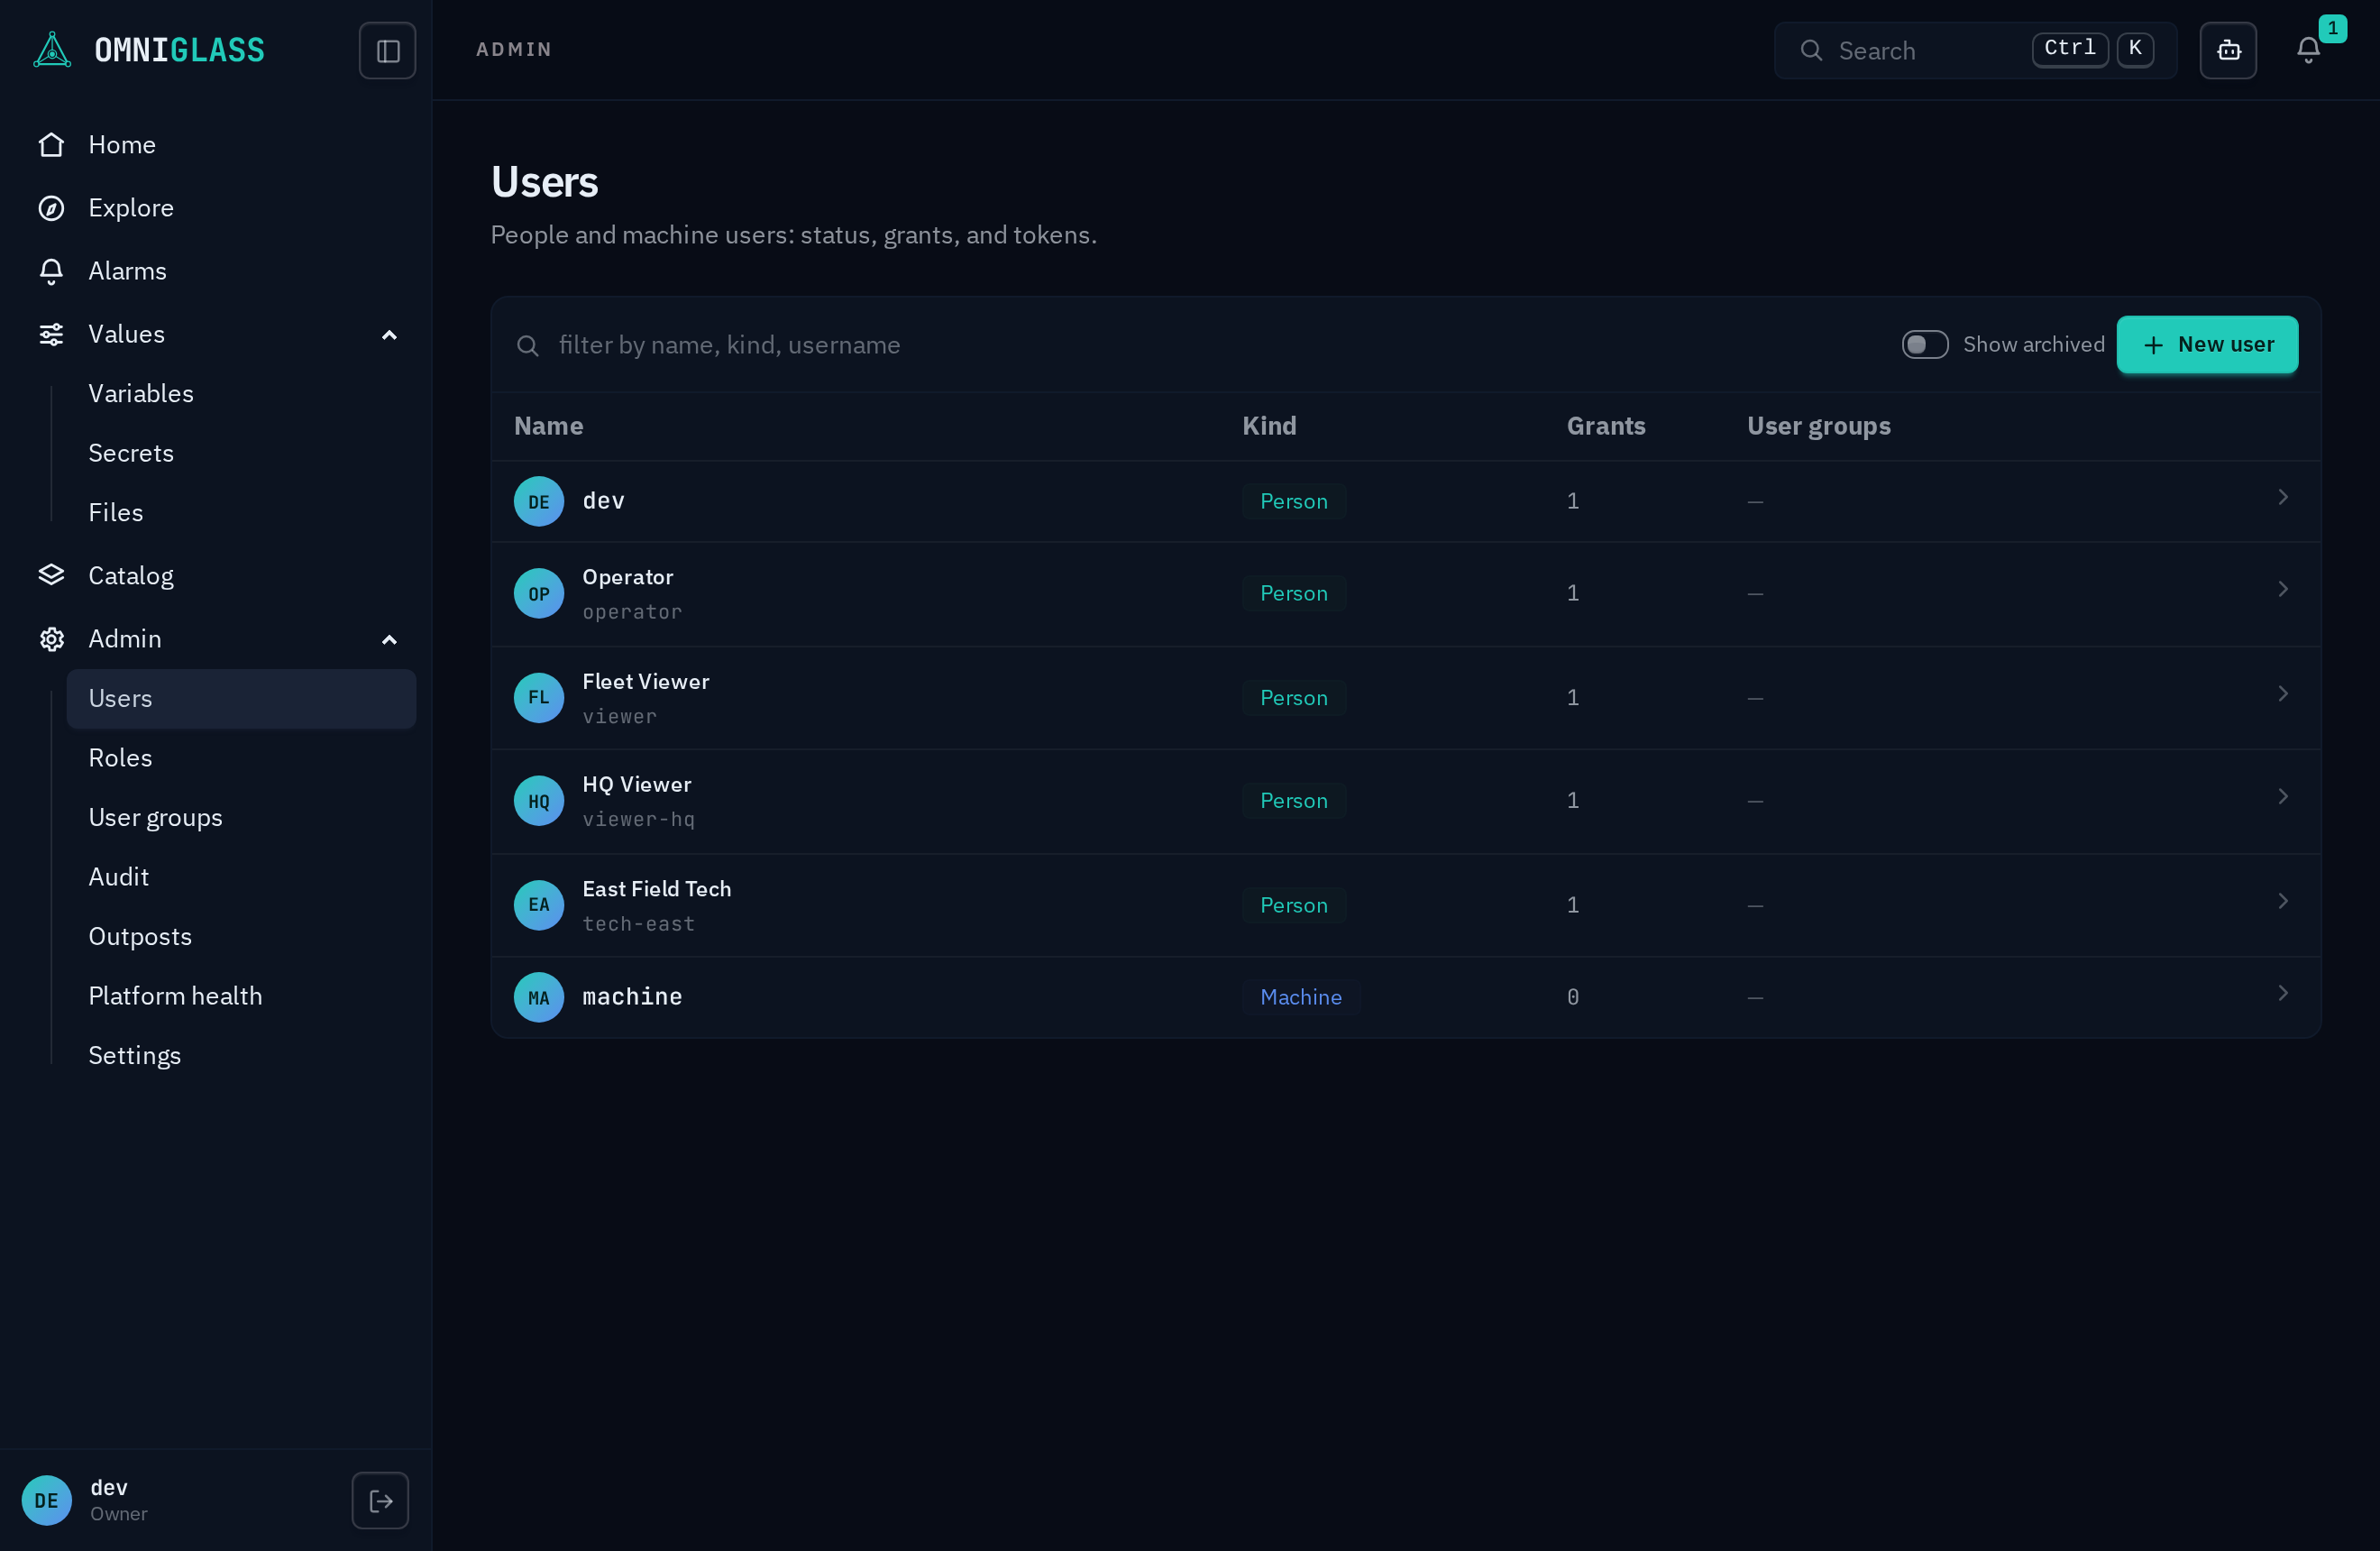 OMNIGLASS
ADMIN
Search Ctrl K
1
Home
Explore
Alarms
Values
Variables
Secrets
Files
Catalog
Admin
Users
Roles
User groups
Audit
Outposts
Platform health
Settings
DE dev
Owner
Users
People and machine users: status, grants, and tokens.
filter by name, kind, username
Show archived
+ New user
Name Kind Grants User groups
DE dev Person 1 —
OP Operator operator Person 1 —
FL Fleet Viewer viewer Person 1 —
HQ HQ Viewer viewer-hq Person 1 —
EA East Field Tech tech-east Person 1 —
MA machine Machine 0 —